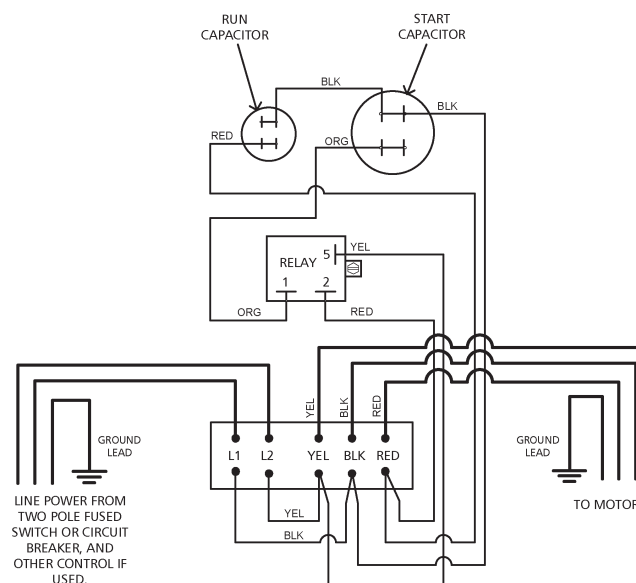 RUN
CAPACITOR
START
CAPACITOR
BLK
BLK
RED
ORG
YEL
RELAY
5
1
2
ORG
RED
YEL
BLK
RED
GROUND
LEAD
L1
L2
YEL
BLK
RED
GROUND
LEAD
YEL
BLK
LINE POWER FROM
TWO POLE FUSED
SWITCH OR CIRCUIT
BREAKER, AND
OTHER CONTROL IF
USED.
TO MOTOR